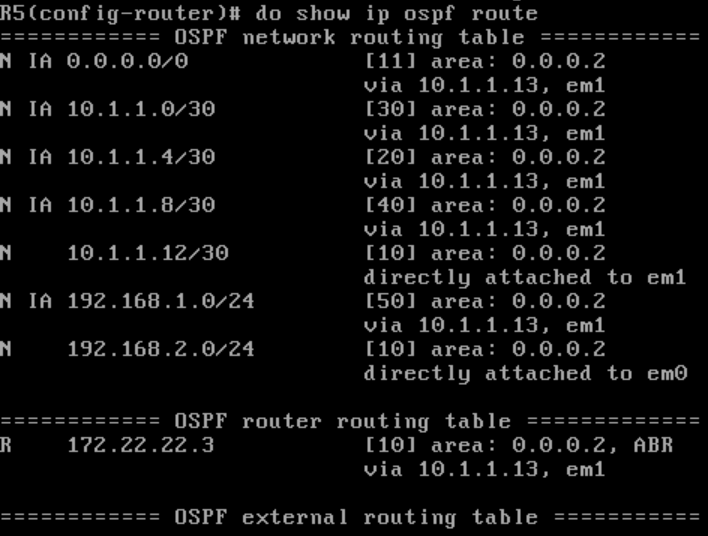 R5(config-router)# do show ip ospf route
============ OSPF network routing table ============
N IA 0.0.0.0/0 [11] area: 0.0.0.2
via 10.1.1.13, em1
N IA 10.1.1.0/30 [30] area: 0.0.0.2
via 10.1.1.13, em1
N IA 10.1.1.4/30 [20] area: 0.0.0.2
via 10.1.1.13, em1
N IA 10.1.1.8/30 [40] area: 0.0.0.2
via 10.1.1.13, em1
N 10.1.1.12/30 [10] area: 0.0.0.2
directly attached to em1
N IA 192.168.1.0/24 [50] area: 0.0.0.2
via 10.1.1.13, em1
N 192.168.2.0/24 [10] area: 0.0.0.2
directly attached to em0
============ OSPF router routing table =============
R 172.22.22.3 [10] area: 0.0.0.2, ABR
via 10.1.1.13, em1
============ OSPF external routing table ===========